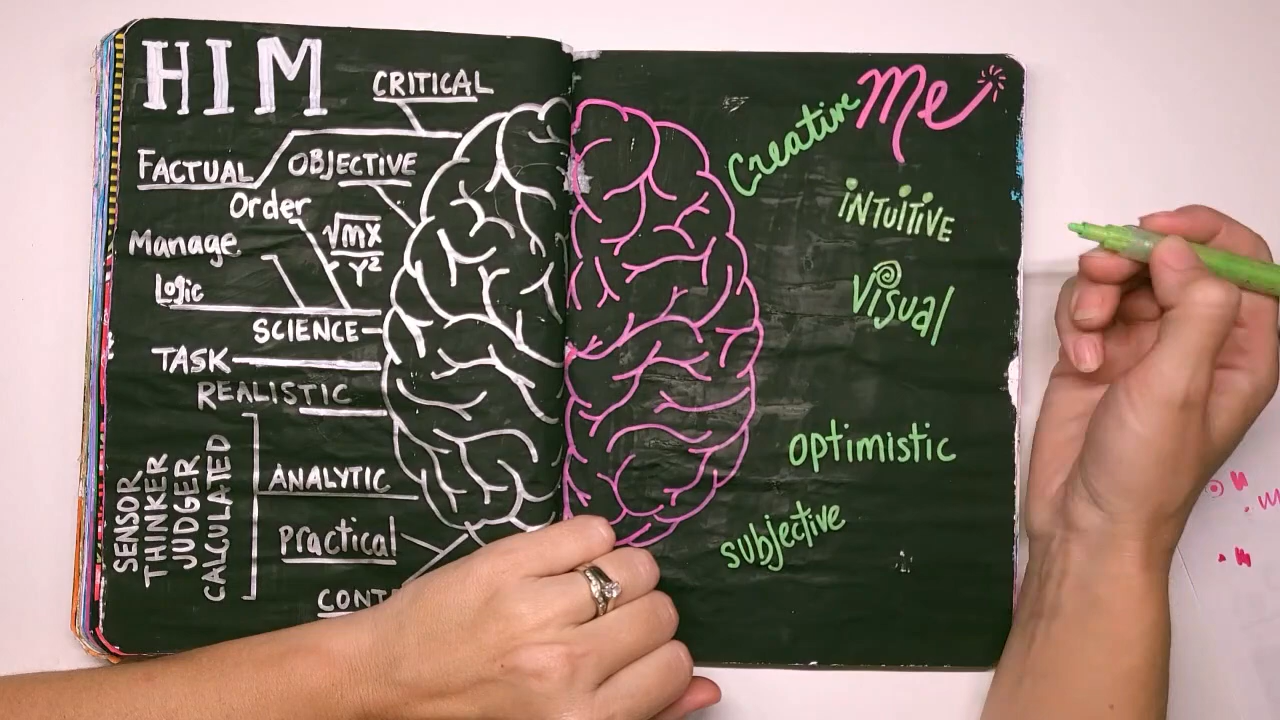 HIM
CRITICAL
FACTUAL
OBJECTIVE
Order
√mx
y²
Manage
Logic
SCIENCE
TASK
REALISTIC
SENSOR
THINKER
JUDGER
CALCULATED
ANALYTIC
Practical
CONT
Me
Creative
iNTUiTiVE
Visual
optimistic
subjective